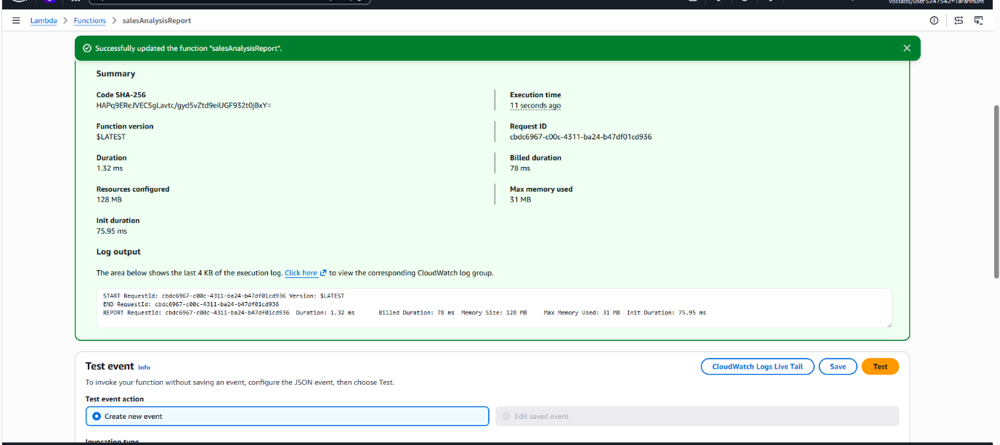 voclabs/user5247542=Tarannum
Lambda > Functions > salesAnalysisReport
Successfully updated the function "salesAnalysisReport".
Summary
Code SHA-256
HAPq9EReJVEC5gLavtc/gyd5vZtd9eiUGF932t0jBxY=
Execution time
11 seconds ago
Function version
$LATEST
Request ID
cbdc6967-c00c-4311-ba24-b47df01cd936
Duration
1.32 ms
Billed duration
78 ms
Resources configured
128 MB
Max memory used
31 MB
Init duration
75.95 ms
Log output
The area below shows the last 4 KB of the execution log. Click here to view the corresponding CloudWatch log group.
START RequestId: cbdc6967-c00c-4311-ba24-b47df01cd936 Version: $LATEST
END RequestId: cbdc6967-c00c-4311-ba24-b47df01cd936
REPORT RequestId: cbdc6967-c00c-4311-ba24-b47df01cd936 Duration: 1.32 ms Billed Duration: 78 ms Memory Size: 128 MB Max Memory Used: 31 MB Init Duration: 75.95 ms
Test event Info
CloudWatch Logs Live Tail
Save
Test
To invoke your function without saving an event, configure the JSON event, then choose Test.
Test event action
Create new event
Edit saved event
Invocation type